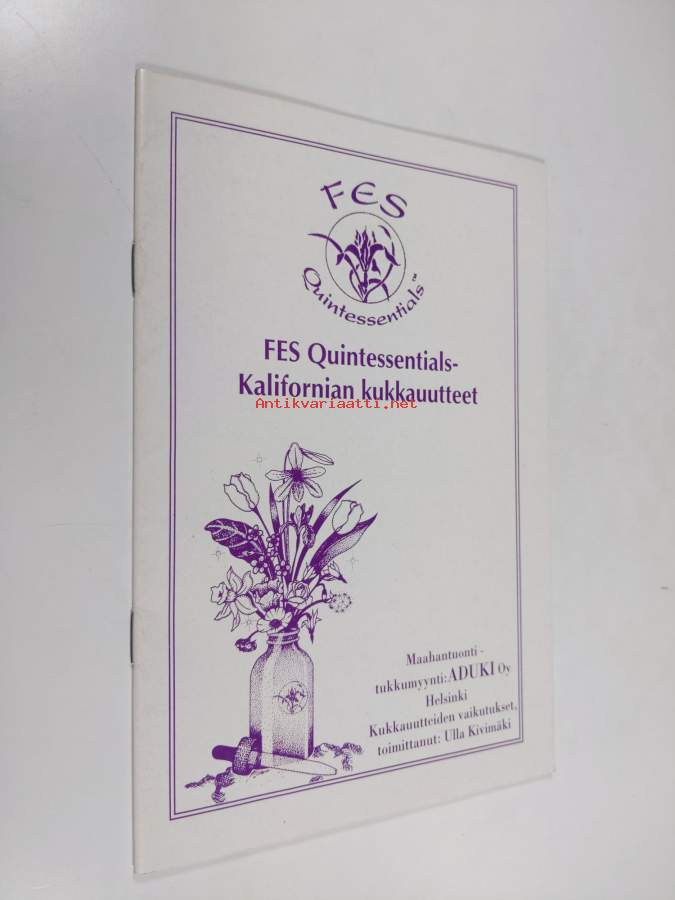 FES
Quintessentials™
FES Quintessentials-
Kalifornian kukkauutteet
Antikvariaatti.net
Maahantuonti -
tukkumyynti:ADUKI Oy
Helsinki
Kukkauutteiden vaikutukset,
toimittanut: Ulla Kivimäki